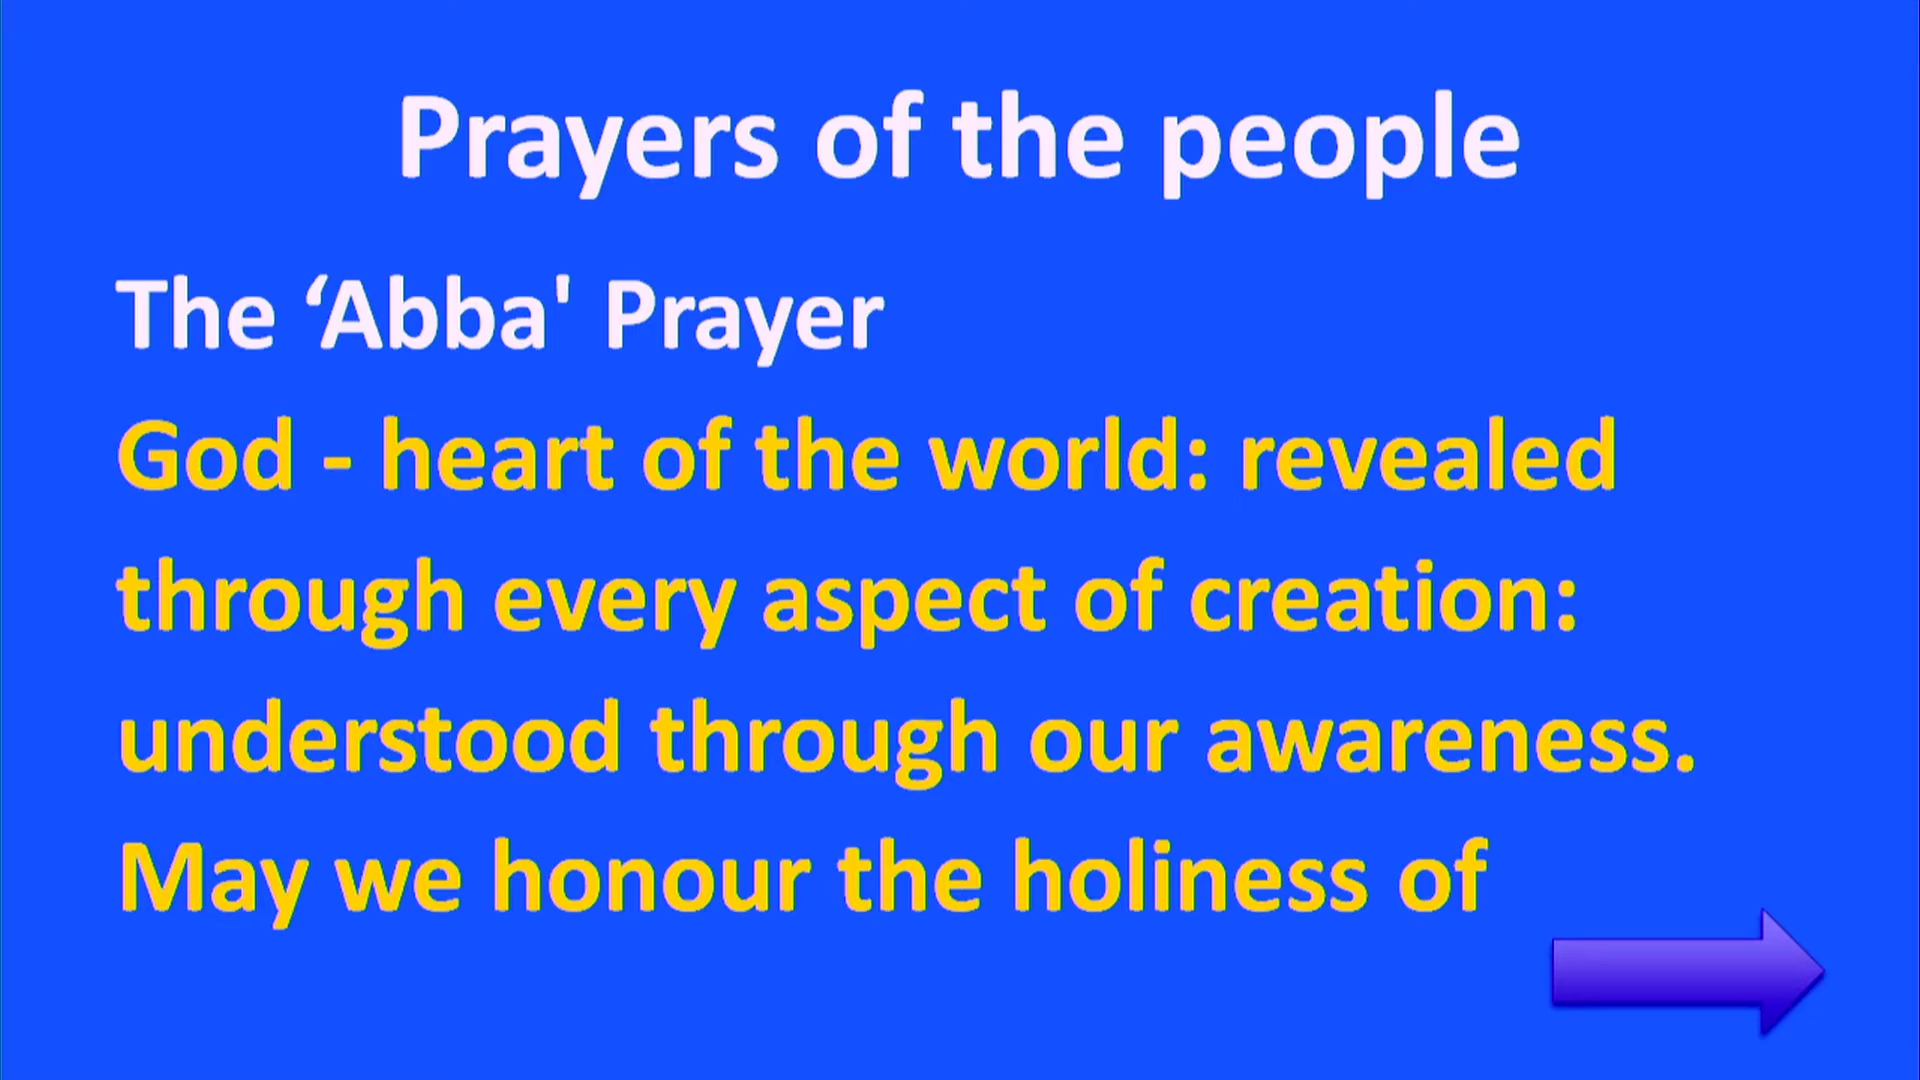 Prayers of the people
The ‘Abba' Prayer
God - heart of the world: revealed
through every aspect of creation:
understood through our awareness.
May we honour the holiness of